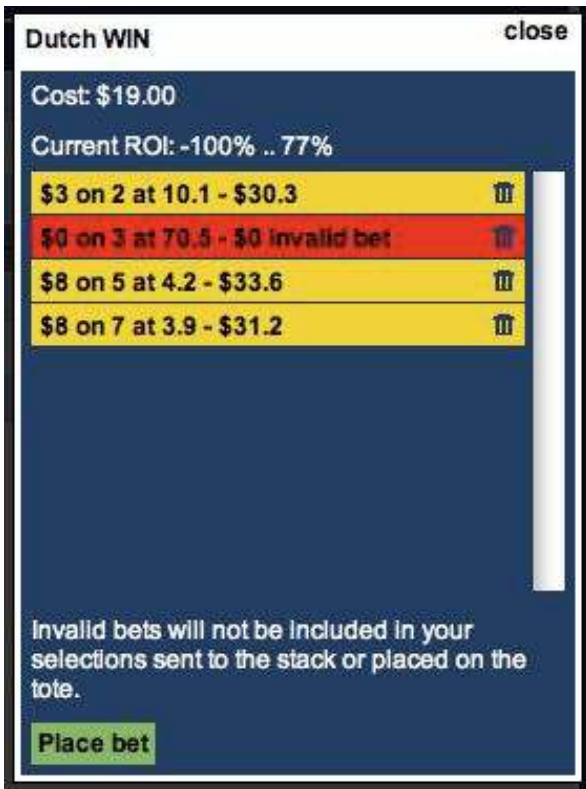 Dutch WIN
close
Cost: $19.00
Current ROI: -100% .. 77%
$3 on 2 at 10.1 - $30.3
$0 on 3 at 70.5 - $0 invalid bet
$8 on 5 at 4.2 - $33.6
$8 on 7 at 3.9 - $31.2
Invalid bets will not be included in your
selections sent to the stack or placed on the
tote.
Place bet